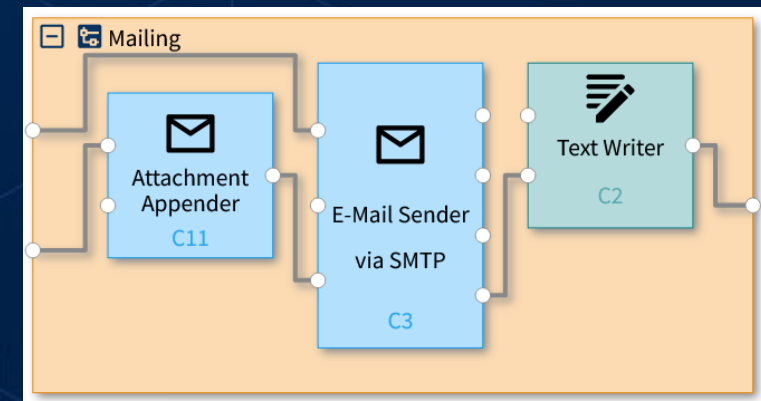 Mailing
Attachment
Appender
C11
E-Mail Sender
via SMTP
C3
Text Writer
C2